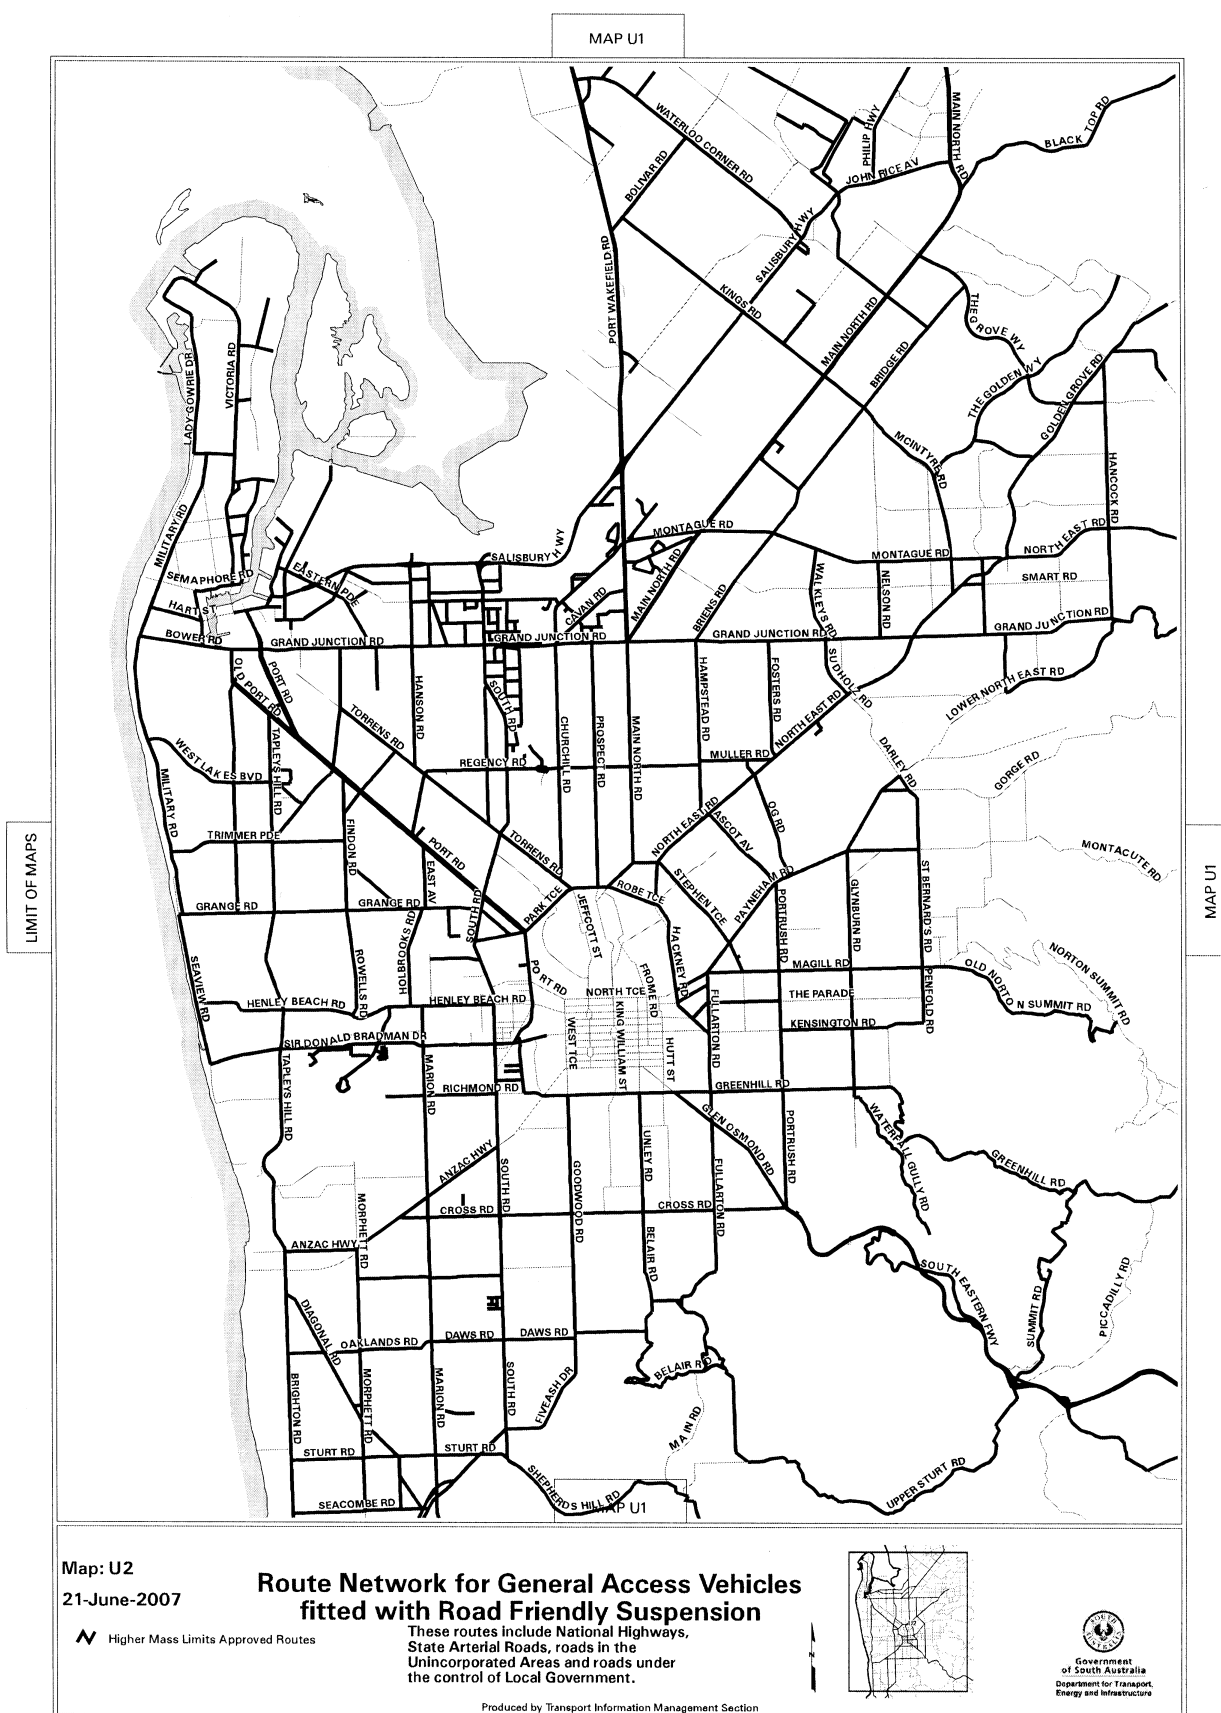 MAP U1
WATERLOO CORNER RD
PHILIP HWY
MAIN NORTH RD
BLACK TOP RD
BOLIVAR RD
JOHN RICE AV
PORT WAKEFIELD RD
SALISBURY HWY
KINGS RD
MAIN NORTH RD
THE GROVE WY
BRIDGE RD
LADY GOWRIE DR
VICTORIA RD
THE GOLDEN WY
GOLDEN GROVE RD
MCINTYRE RD
HANCOCK RD
MILITARY RD
MONTAGUE RD
NORTH EAST RD
SALISBURY HWY
MONTAGUE RD
SEMAPHORE RD
EASTERN PDE
CAVAN RD
MAIN NORTH RD
BRIENS RD
WALKLEYS RD
NELSON RD
SMART RD
HART ST
BOWER RD
GRAND JUNCTION RD
GRAND JUNCTION RD
GRAND JUNCTION RD
GRAND JUNCTION RD
OLD PORT RD
PORT RD
HANSON RD
SOUTH RD
HAMPSTEAD RD
FOSTERS RD
SUDHOLZ RD
LOWER NORTH EAST RD
TORRENS RD
CHURCHILL RD
PROSPECT RD
MAIN NORTH RD
NORTH EAST RD
WEST LAKES BVD
TAPLEYS HILL RD
REGENCY RD
MULLER RD
DARLEY RD
GORGE RD
MILITARY RD
TRIMMER PDE
FINDON RD
PORT RD
TORRENS RD
NORTH EAST RD
ASCOT AV
OG RD
LIMIT OF MAPS
MAP U1
MONTACUTE RD
EAST AV
ROBE TCE
STEPHEN TCE
PAYNEHAM RD
GRANGE RD
GRANGE RD
HOLBROOKS RD
SOUTH RD
PARK TCE
JEFFCOTT ST
PORTRUSH RD
GLYNBURN RD
ST BERNARD'S RD
SEAVIEW RD
ROWELLS RD
PORT RD
HACKNEY RD
MAGILL RD
OLD NORTON SUMMIT RD
NORTON SUMMIT RD
HENLEY BEACH RD
HENLEY BEACH RD
NORTH TCE
FROME RD
THE PARADE
PENFOLD RD
SIR DONALD BRADMAN DR
WEST TCE
KING WILLIAM ST
HUTT ST
FULLARTON RD
KENSINGTON RD
TAPLEYS HILL RD
MARION RD
RICHMOND RD
GREENHILL RD
GLEN OSMOND RD
PORTRUSH RD
WATERFALL GULLY RD
GREENHILL RD
ANZAC HWY
SOUTH RD
GOODWOOD RD
UNLEY RD
FULLARTON RD
MORPHETT RD
CROSS RD
CROSS RD
BELAIR RD
ANZAC HWY
SOUTH EASTERN FWY
SUMMIT RD
PICCADILLY RD
DIAGONAL RD
OAKLANDS RD
DAWS RD
DAWS RD
BELAIR RD
BRIGHTON RD
MORPHETT RD
MARION RD
SOUTH RD
FIVEASH DR
MAIN RD
STURT RD
STURT RD
SHEPHERDS HILL RD
UPPER STURT RD
SEACOMBE RD
MAP U1
Map: U2
21-June-2007
Higher Mass Limits Approved Routes
Route Network for General Access Vehicles
fitted with Road Friendly Suspension
These routes include National Highways,
State Arterial Roads, roads in the
Unincorporated Areas and roads under
the control of Local Government.
Produced by Transport Information Management Section
N
SOUTH
AUSTRALIA
Government
of South Australia
Department for Transport,
Energy and Infrastructure